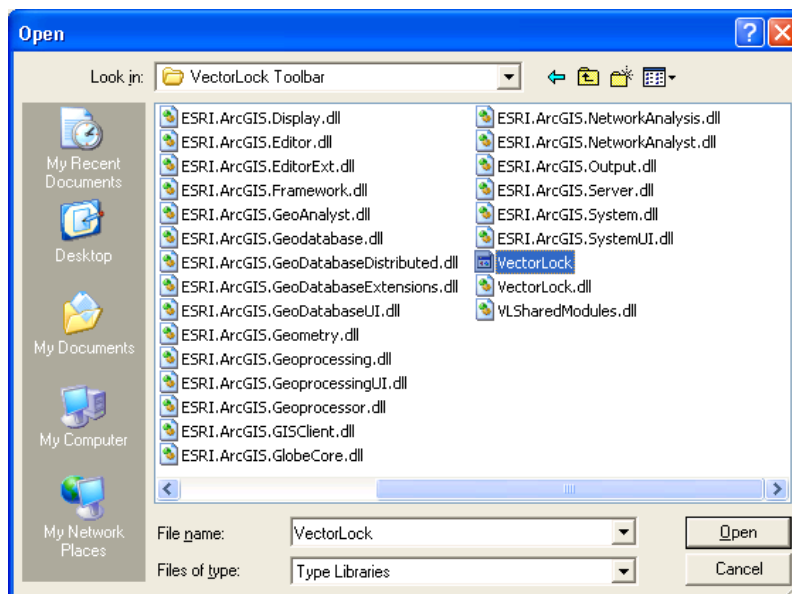 Open
Look in: VectorLock Toolbar
My Recent
Documents
Desktop
My Documents
My Computer
My Network
Places
ESRI.ArcGIS.Display.dll
ESRI.ArcGIS.Editor.dll
ESRI.ArcGIS.EditorExt.dll
ESRI.ArcGIS.Framework.dll
ESRI.ArcGIS.GeoAnalyst.dll
ESRI.ArcGIS.Geodatabase.dll
ESRI.ArcGIS.GeoDatabaseDistributed.dll
ESRI.ArcGIS.GeoDatabaseExtensions.dll
ESRI.ArcGIS.GeoDatabaseUI.dll
ESRI.ArcGIS.Geometry.dll
ESRI.ArcGIS.Geoprocessing.dll
ESRI.ArcGIS.GeoprocessingUI.dll
ESRI.ArcGIS.Geoprocessor.dll
ESRI.ArcGIS.GISClient.dll
ESRI.ArcGIS.GlobeCore.dll
ESRI.ArcGIS.NetworkAnalysis.dll
ESRI.ArcGIS.NetworkAnalyst.dll
ESRI.ArcGIS.Output.dll
ESRI.ArcGIS.Server.dll
ESRI.ArcGIS.System.dll
ESRI.ArcGIS.SystemUI.dll
VectorLock
VectorLock.dll
VLSharedModules.dll
File name: VectorLock Open
Files of type: Type Libraries Cancel